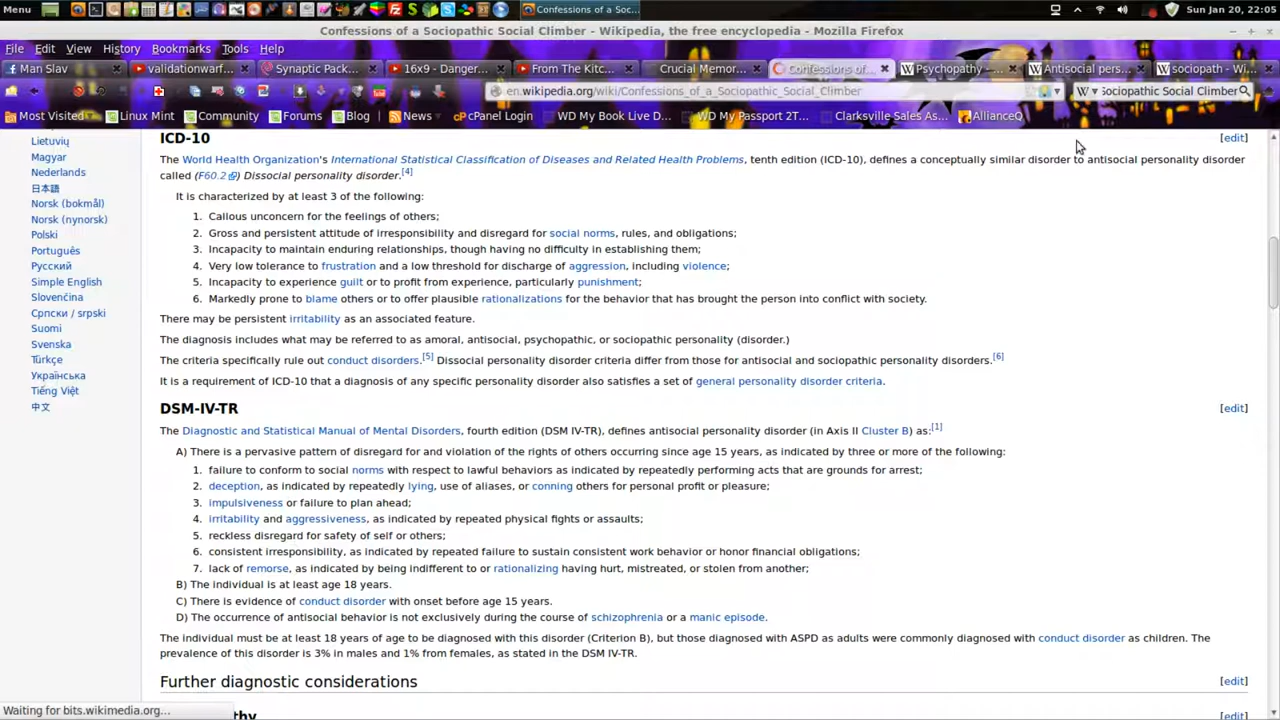 Menu
Confessions of a Soc...
Sun Jan 20, 22:05
Confessions of a Sociopathic Social Climber - Wikipedia, the free encyclopedia - Mozilla Firefox
File Edit View History Bookmarks Tools Help
Man Slav
validationwarf...
Synaptic Pack...
16x9 - Danger...
From The Kitc...
Crucial Memor...
Confessions of...
Psychopathy -...
Antisocial pers...
sociopath - Wi...
en.wikipedia.org/wiki/Confessions_of_a_Sociopathic_Social_Climber
ociopathic Social Climber
Most Visited Linux Mint Community Forums Blog News cPanel Login WD My Book Live D... WD My Passport 2T... Clarksville Sales As... AllianceQ
Lietuvių
Magyar
Nederlands
日本語
Norsk (bokmål)
Norsk (nynorsk)
Polski
Português
Русский
Simple English
Slovenčina
Српски / srpski
Suomi
Svenska
Türkçe
Українська
Tiếng Việt
中文
ICD-10 [edit]
The World Health Organization's International Statistical Classification of Diseases and Related Health Problems, tenth edition (ICD-10), defines a conceptually similar disorder to antisocial personality disorder
called (F60.2) Dissocial personality disorder.[4]
It is characterized by at least 3 of the following:
1. Callous unconcern for the feelings of others;
2. Gross and persistent attitude of irresponsibility and disregard for social norms, rules, and obligations;
3. Incapacity to maintain enduring relationships, though having no difficulty in establishing them;
4. Very low tolerance to frustration and a low threshold for discharge of aggression, including violence;
5. Incapacity to experience guilt or to profit from experience, particularly punishment;
6. Markedly prone to blame others or to offer plausible rationalizations for the behavior that has brought the person into conflict with society.
There may be persistent irritability as an associated feature.
The diagnosis includes what may be referred to as amoral, antisocial, psychopathic, or sociopathic personality (disorder.)
The criteria specifically rule out conduct disorders.[5] Dissocial personality disorder criteria differ from those for antisocial and sociopathic personality disorders.[6]
It is a requirement of ICD-10 that a diagnosis of any specific personality disorder also satisfies a set of general personality disorder criteria.
DSM-IV-TR [edit]
The Diagnostic and Statistical Manual of Mental Disorders, fourth edition (DSM IV-TR), defines antisocial personality disorder (in Axis II Cluster B) as:[1]
A) There is a pervasive pattern of disregard for and violation of the rights of others occurring since age 15 years, as indicated by three or more of the following:
1. failure to conform to social norms with respect to lawful behaviors as indicated by repeatedly performing acts that are grounds for arrest;
2. deception, as indicated by repeatedly lying, use of aliases, or conning others for personal profit or pleasure;
3. impulsiveness or failure to plan ahead;
4. irritability and aggressiveness, as indicated by repeated physical fights or assaults;
5. reckless disregard for safety of self or others;
6. consistent irresponsibility, as indicated by repeated failure to sustain consistent work behavior or honor financial obligations;
7. lack of remorse, as indicated by being indifferent to or rationalizing having hurt, mistreated, or stolen from another;
B) The individual is at least age 18 years.
C) There is evidence of conduct disorder with onset before age 15 years.
D) The occurrence of antisocial behavior is not exclusively during the course of schizophrenia or a manic episode.
The individual must be at least 18 years of age to be diagnosed with this disorder (Criterion B), but those diagnosed with ASPD as adults were commonly diagnosed with conduct disorder as children. The
prevalence of this disorder is 3% in males and 1% from females, as stated in the DSM IV-TR.
Further diagnostic considerations [edit]
Waiting for bits.wikimedia.org...